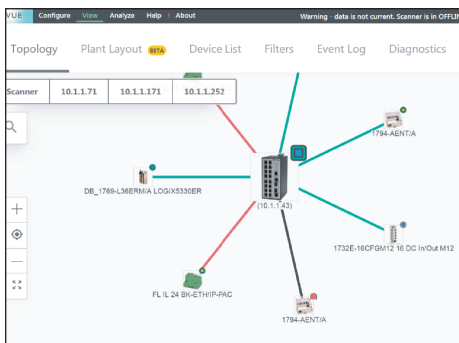 VUE Configure View Analyze Help About Warning - data is not current. Scanner is in OFFLIN
Topology Plant Layout BETA Device List Filters Event Log Diagnostics
Scanner 10.1.1.71 10.1.1.171 10.1.1.252
1794-AENT/A
DB_1769-L36ERM/A LOGIX5330ER
(10.1.1.43)
1732E-16CFGM12 16 DC In/Out M12
FL IL 24 BK-ETH/IP-PAC
1794-AENT/A